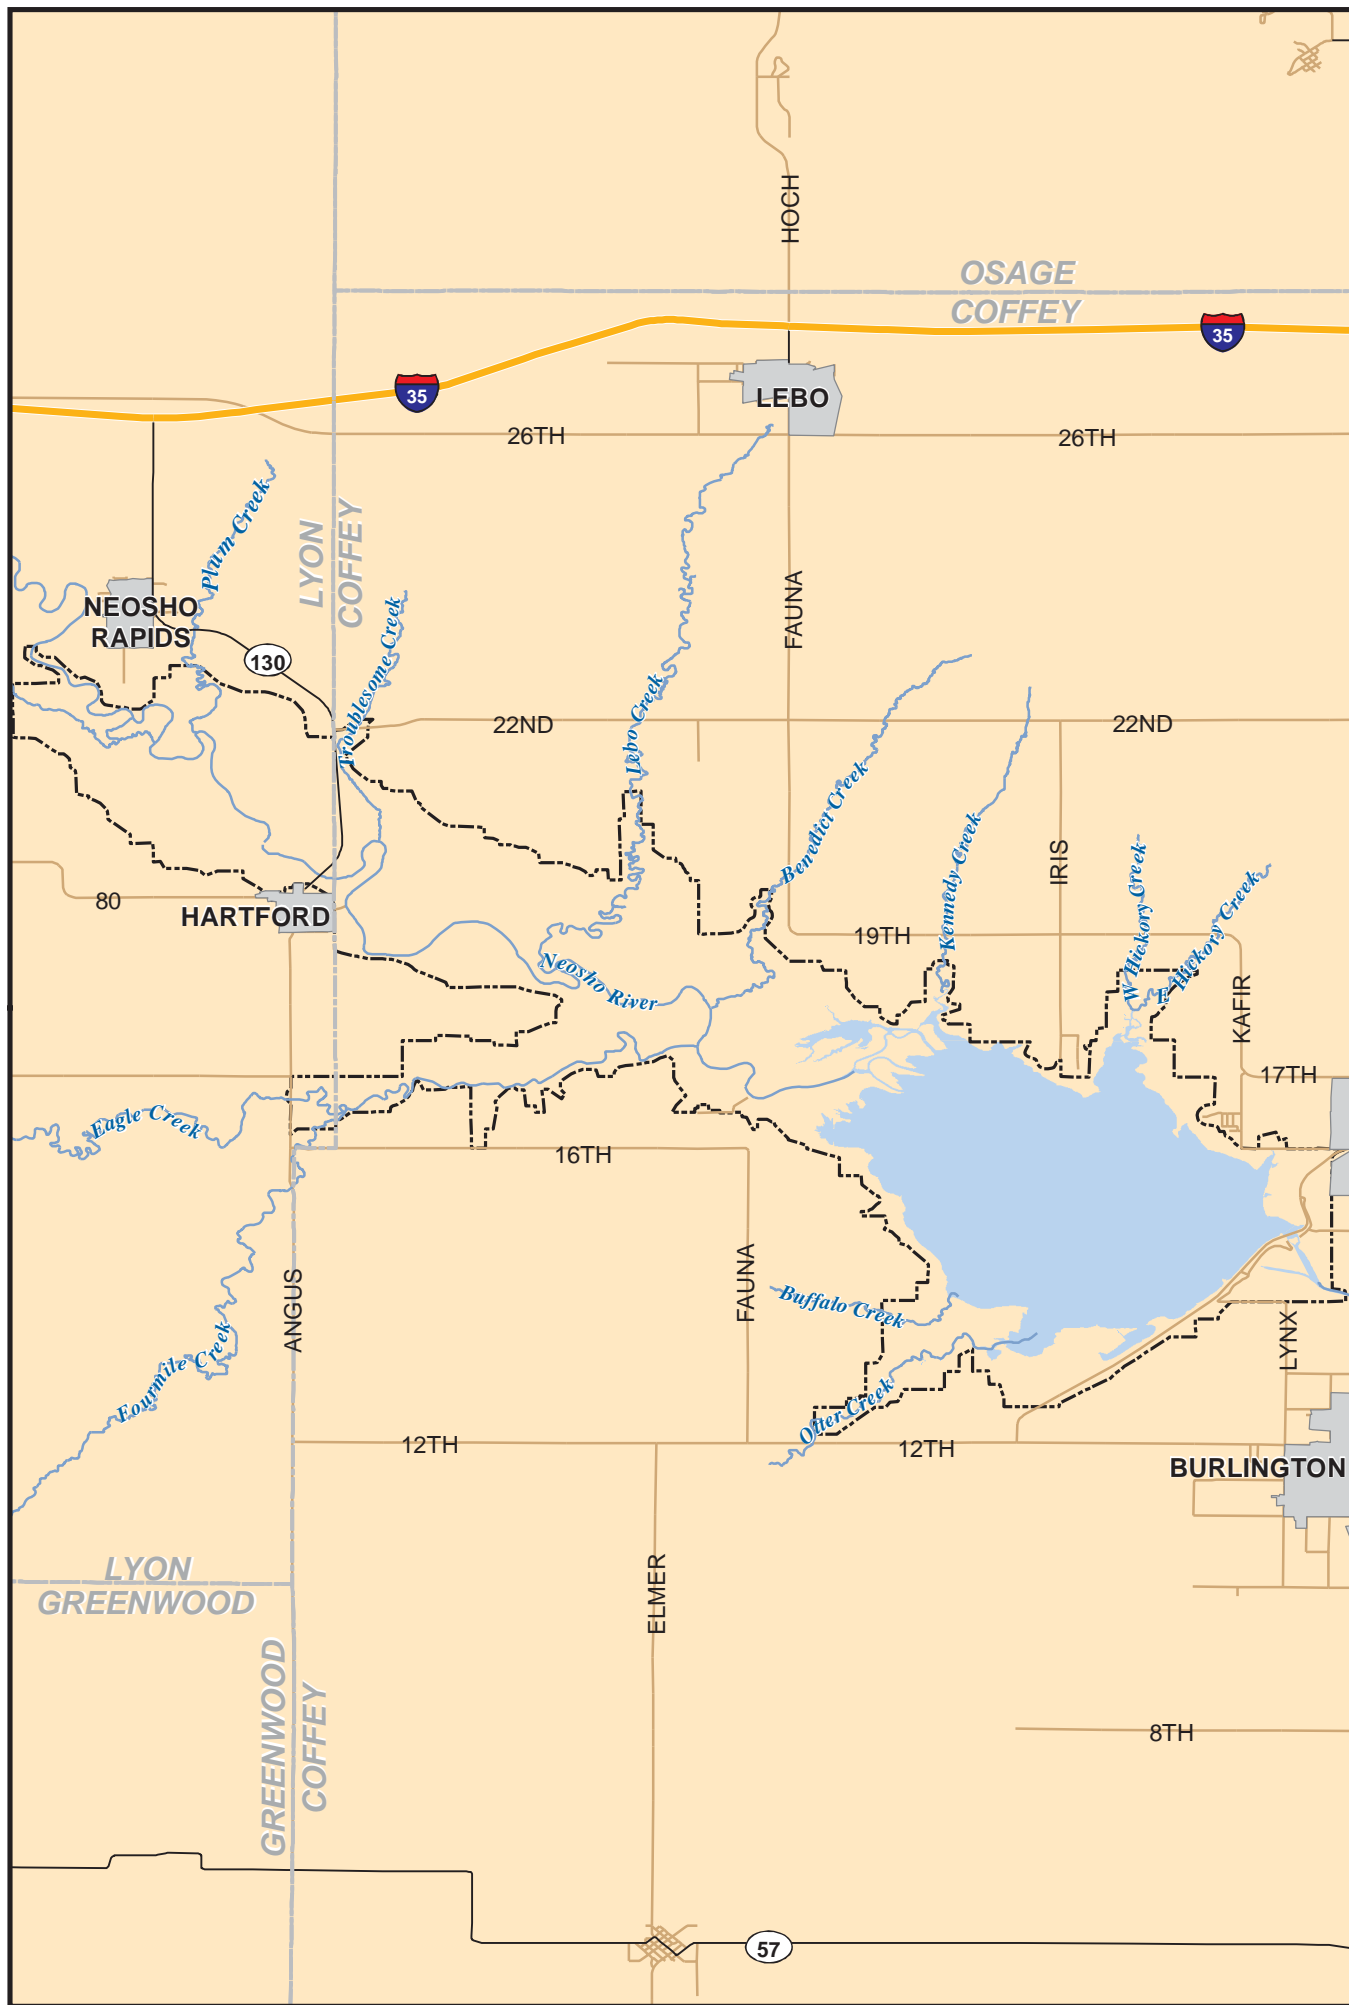 HOCH
OSAGE
COFFEY
35
35
LEBO
26TH
26TH
Plum Creek
LYON
COFFEY
FAUNA
NEOSHO
RAPIDS
130
Troublesome Creek
Lebo Creek
22ND
22ND
Benedict Creek
Kennedy Creek
IRIS
W Hickory Creek
E Hickory Creek
80
HARTFORD
19TH
Neosho River
KAFIR
17TH
Eagle Creek
16TH
ANGUS
FAUNA
Buffalo Creek
LYNX
Fourmile Creek
Otter Creek
12TH
12TH
BURLINGTON
LYON
GREENWOOD
ELMER
GREENWOOD
COFFEY
8TH
57